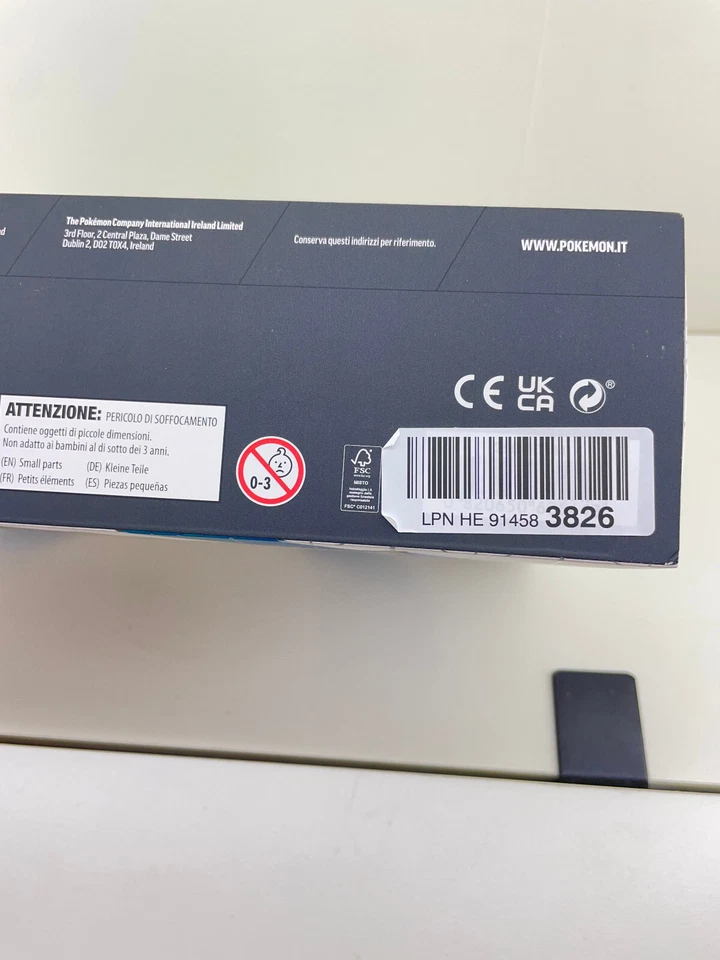 The Pokémon Company International Ireland Limited
3rd Floor, 2 Central Plaza, Dame Street
Dublin 2, D02 T0X4, Ireland
Conserva questi indirizzi per riferimento.
WWW.POKEMON.IT
CE UK
CA ®
ATTENZIONE: PERICOLO DI SOFFOCAMENTO
Contiene oggetti di piccole dimensioni.
Non adatto ai bambini al di sotto dei 3 anni.
(EN) Small parts (DE) Kleine Teile
(FR) Petits éléments (ES) Piezas pequeñas
0-3
FSC
MISTO
FSC® C012141
LPN HE 91458 3826